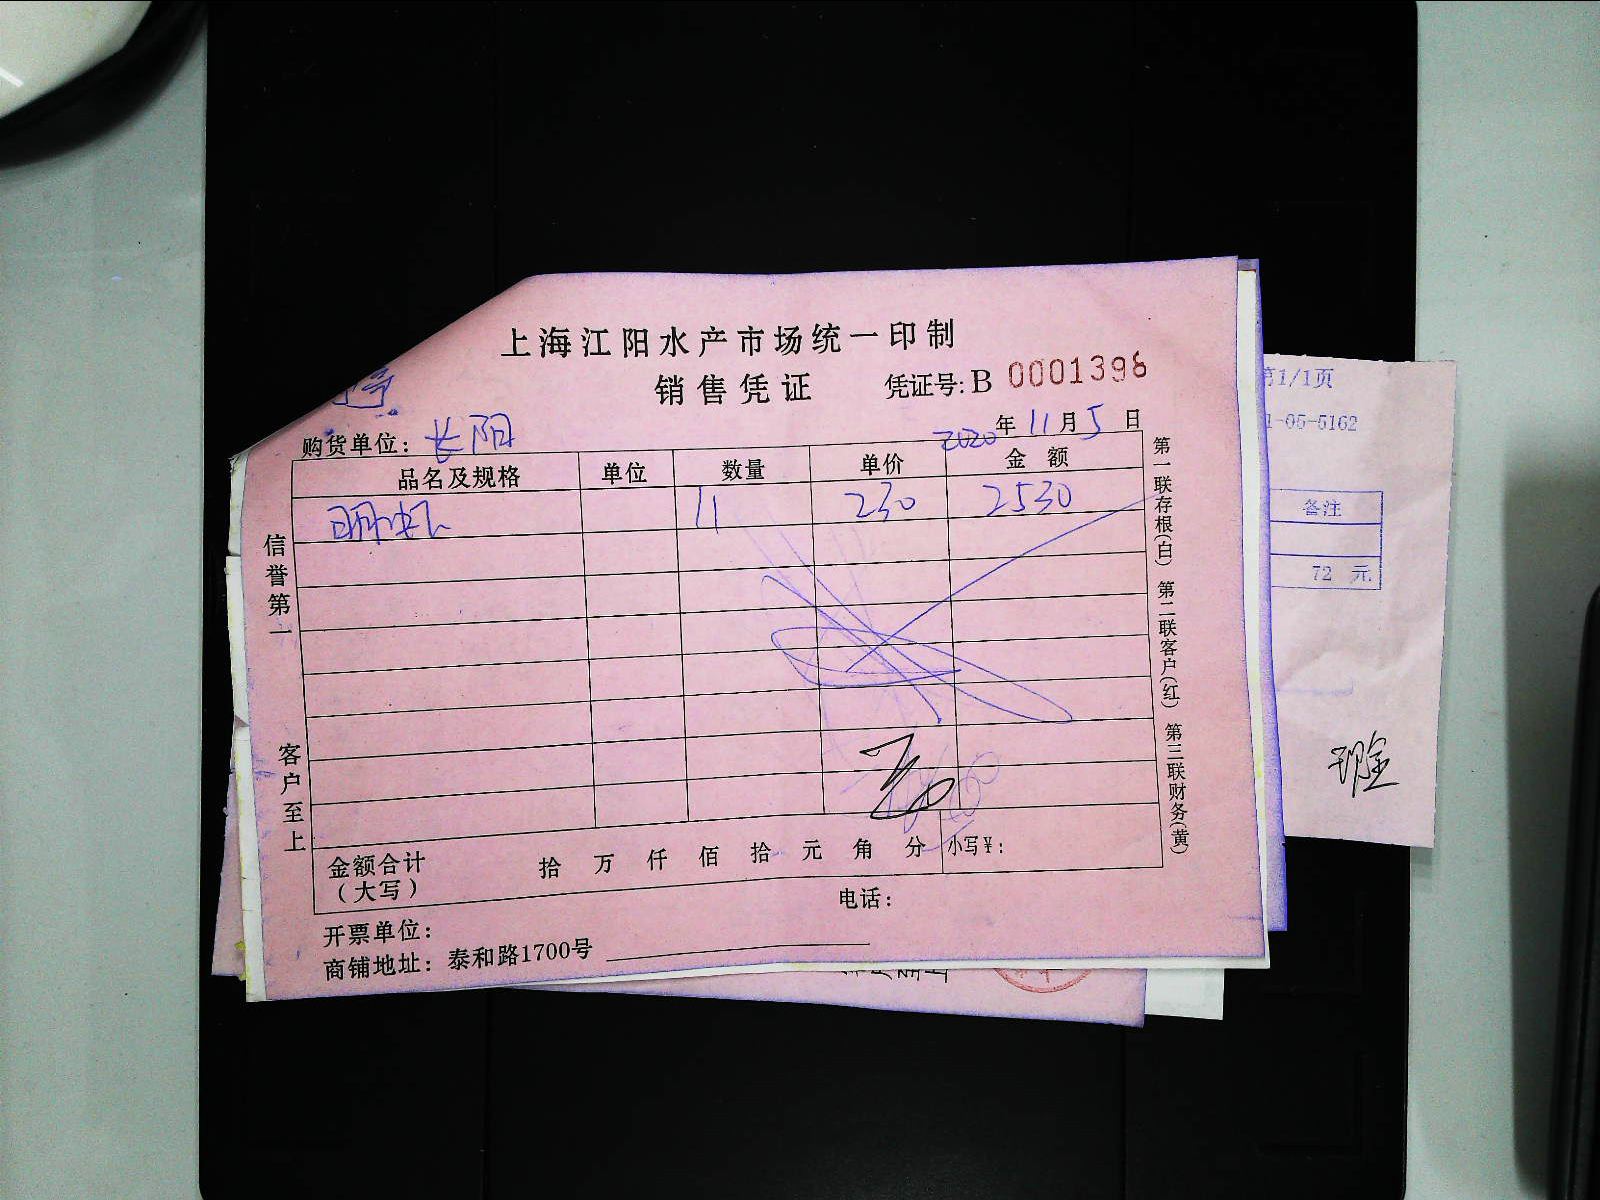 上海江阳水产市场统一印制
销售凭证 凭证号: B 0001398
购货单位: 长阳 2020年11月5日
品名及规格 单位 数量 单价 金额
明虾 11 230 2530
金额合计(大写) 拾 万 仟 佰 拾 元 角 分 小写¥:
开票单位: 电话:
商铺地址: 泰和路1700号
信誉第一
客户至上
第一联存根(白) 第二联客户(红) 第三联财务(黄)
第1/1页
1-05-5162
备注
72 元